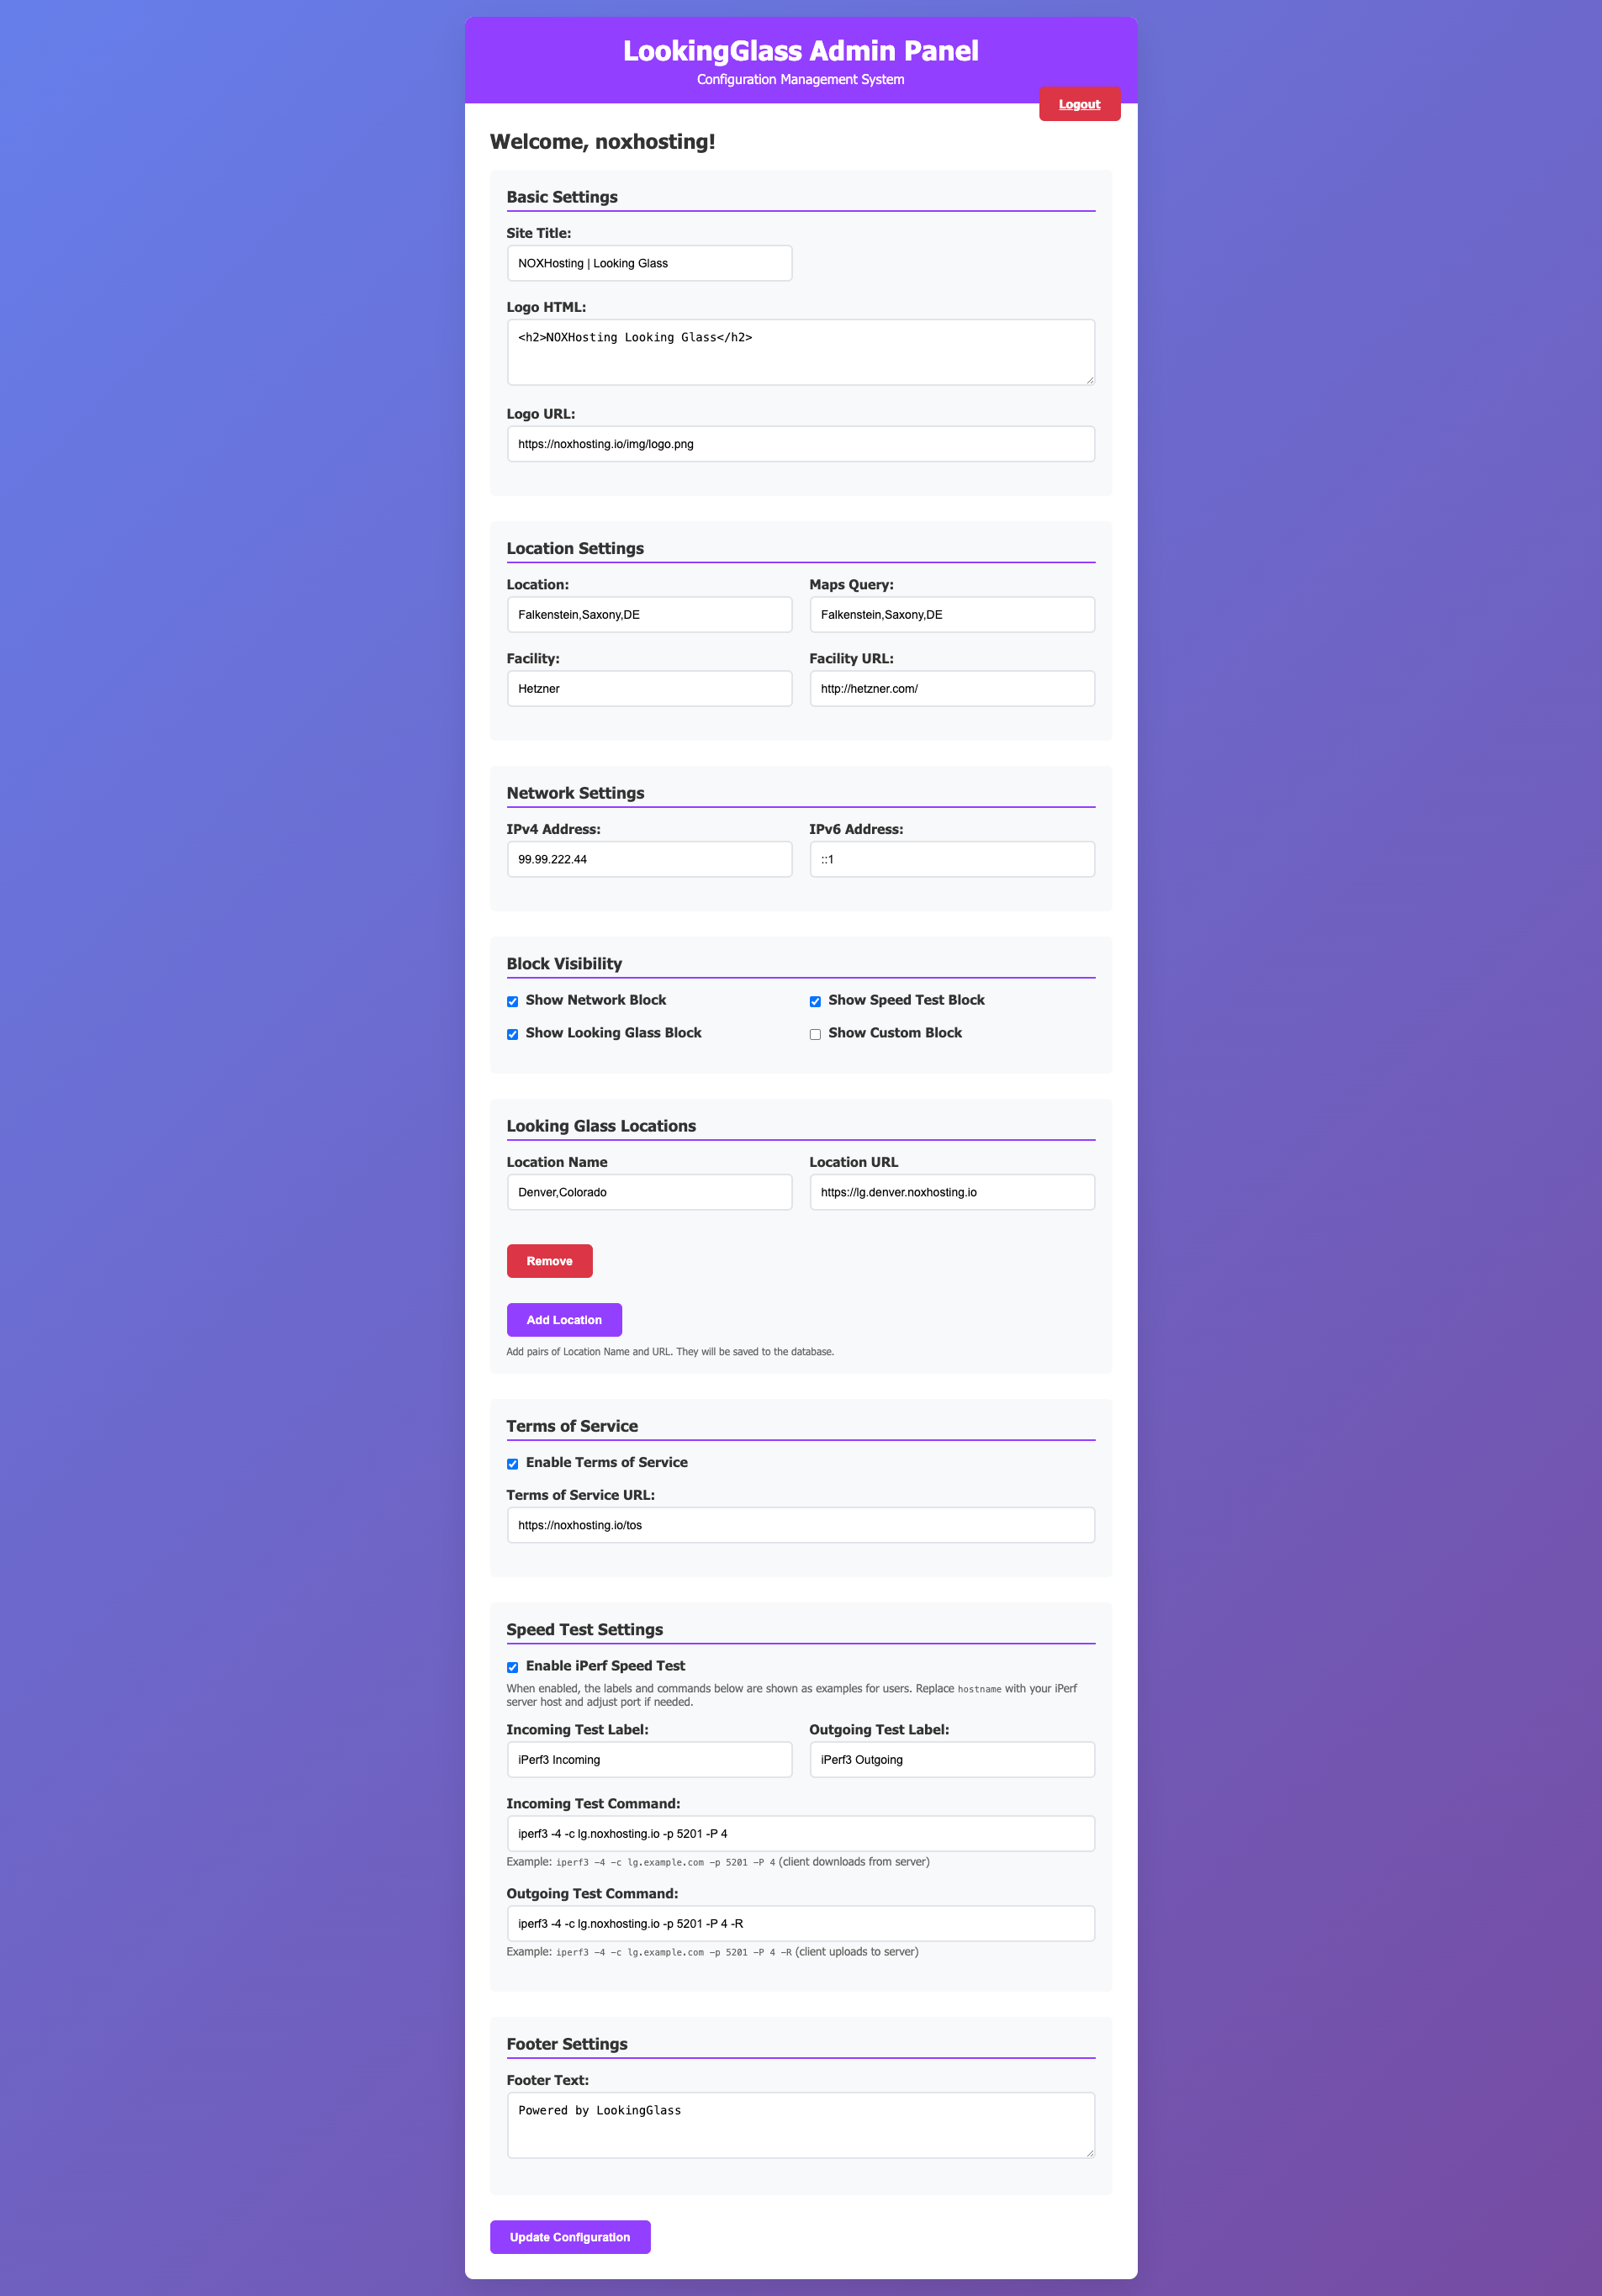 LookingGlass Admin Panel
Configuration Management System
Logout
Welcome, noxhosting!
Basic Settings
Site Title:
NOXHosting | Looking Glass
Logo HTML:
<h2>NOXHosting Looking Glass</h2>
Logo URL:
https://noxhosting.io/img/logo.png
Location Settings
Location:
Maps Query:
Falkenstein,Saxony,DE
Falkenstein,Saxony,DE
Facility:
Facility URL:
Hetzner
http://hetzner.com/
Network Settings
IPv4 Address:
IPv6 Address:
99.99.222.44
::1
Block Visibility
Show Network Block
Show Speed Test Block
Show Looking Glass Block
Show Custom Block
Looking Glass Locations
Location Name
Location URL
Denver,Colorado
https://lg.denver.noxhosting.io
Remove
Add Location
Add pairs of Location Name and URL. They will be saved to the database.
Terms of Service
Enable Terms of Service
Terms of Service URL:
https://noxhosting.io/tos
Speed Test Settings
Enable iPerf Speed Test
When enabled, the labels and commands below are shown as examples for users. Replace hostname with your iPerf
server host and adjust port if needed.
Incoming Test Label:
Outgoing Test Label:
iPerf3 Incoming
iPerf3 Outgoing
Incoming Test Command:
iperf3 -4 -c lg.noxhosting.io -p 5201 -P 4
Example: iperf3 -4 -c lg.example.com -p 5201 -P 4 (client downloads from server)
Outgoing Test Command:
iperf3 -4 -c lg.noxhosting.io -p 5201 -P 4 -R
Example: iperf3 -4 -c lg.example.com -p 5201 -P 4 -R (client uploads to server)
Footer Settings
Footer Text:
Powered by LookingGlass
Update Configuration